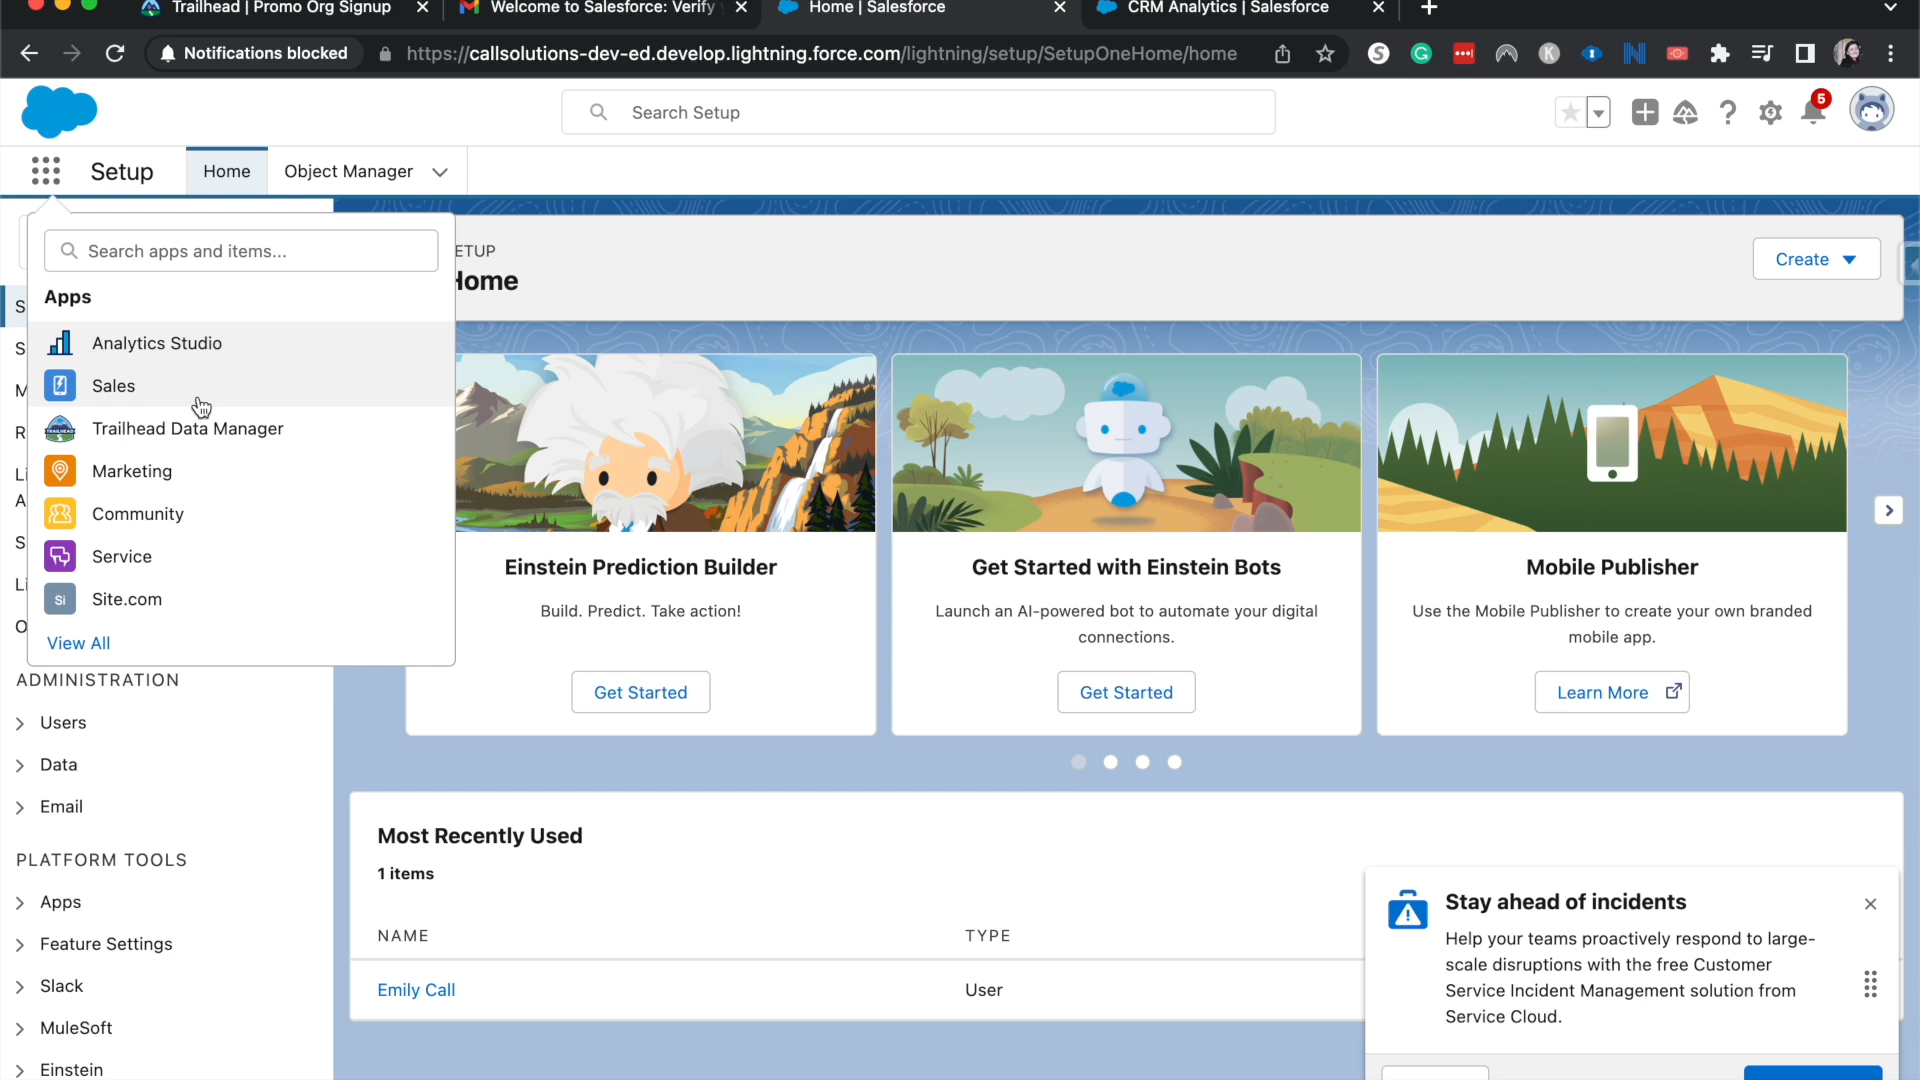 Trailhead | Promo Org Signup
Welcome to Salesforce: Verify
Home | Salesforce
CRM Analytics | Salesforce
Notifications blocked
https://callsolutions-dev-ed.develop.lightning.force.com/lightning/setup/SetupOneHome/home
Search Setup
5
Setup
Home
Object Manager
Search apps and items...
ETUP
Home
Create
Apps
Analytics Studio
Sales
Trailhead Data Manager
Marketing
Community
Service
Si
Site.com
View All
S
S
M
R
Li
A
S
Li
O
ADMINISTRATION
Users
Data
Email
PLATFORM TOOLS
Apps
Feature Settings
Slack
MuleSoft
Einstein
Einstein Prediction Builder
Build. Predict. Take action!
Get Started
Get Started with Einstein Bots
Launch an AI-powered bot to automate your digital
connections.
Get Started
Mobile Publisher
Use the Mobile Publisher to create your own branded
mobile app.
Learn More
Most Recently Used
1 items
NAME
TYPE
Emily Call
User
Stay ahead of incidents
Help your teams proactively respond to large-
scale disruptions with the free Customer
Service Incident Management solution from
Service Cloud.